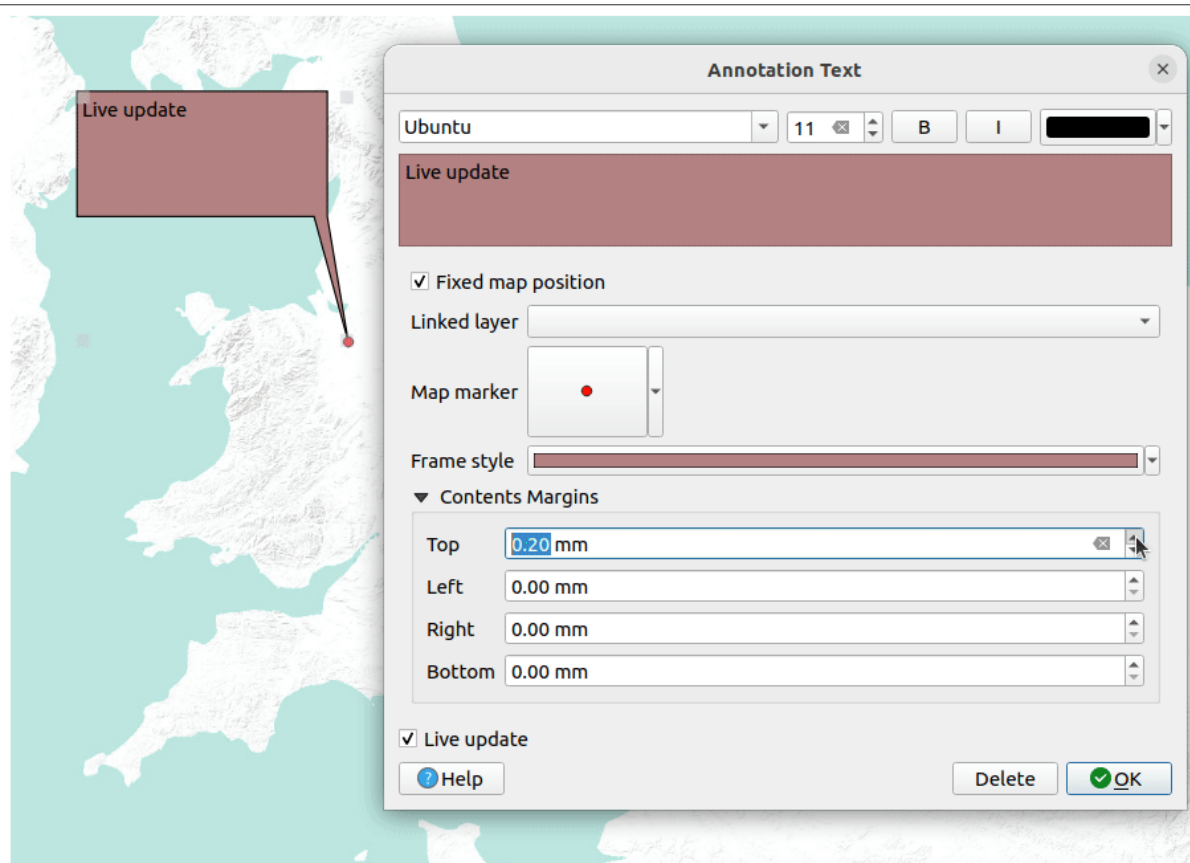 Annotation Text
Live update
Ubuntu
11
B
I
Live update
Fixed map position
Linked layer
Map marker
Frame style
Contents Margins
Top 0.20 mm
Left 0.00 mm
Right 0.00 mm
Bottom 0.00 mm
Live update
Help
Delete
OK